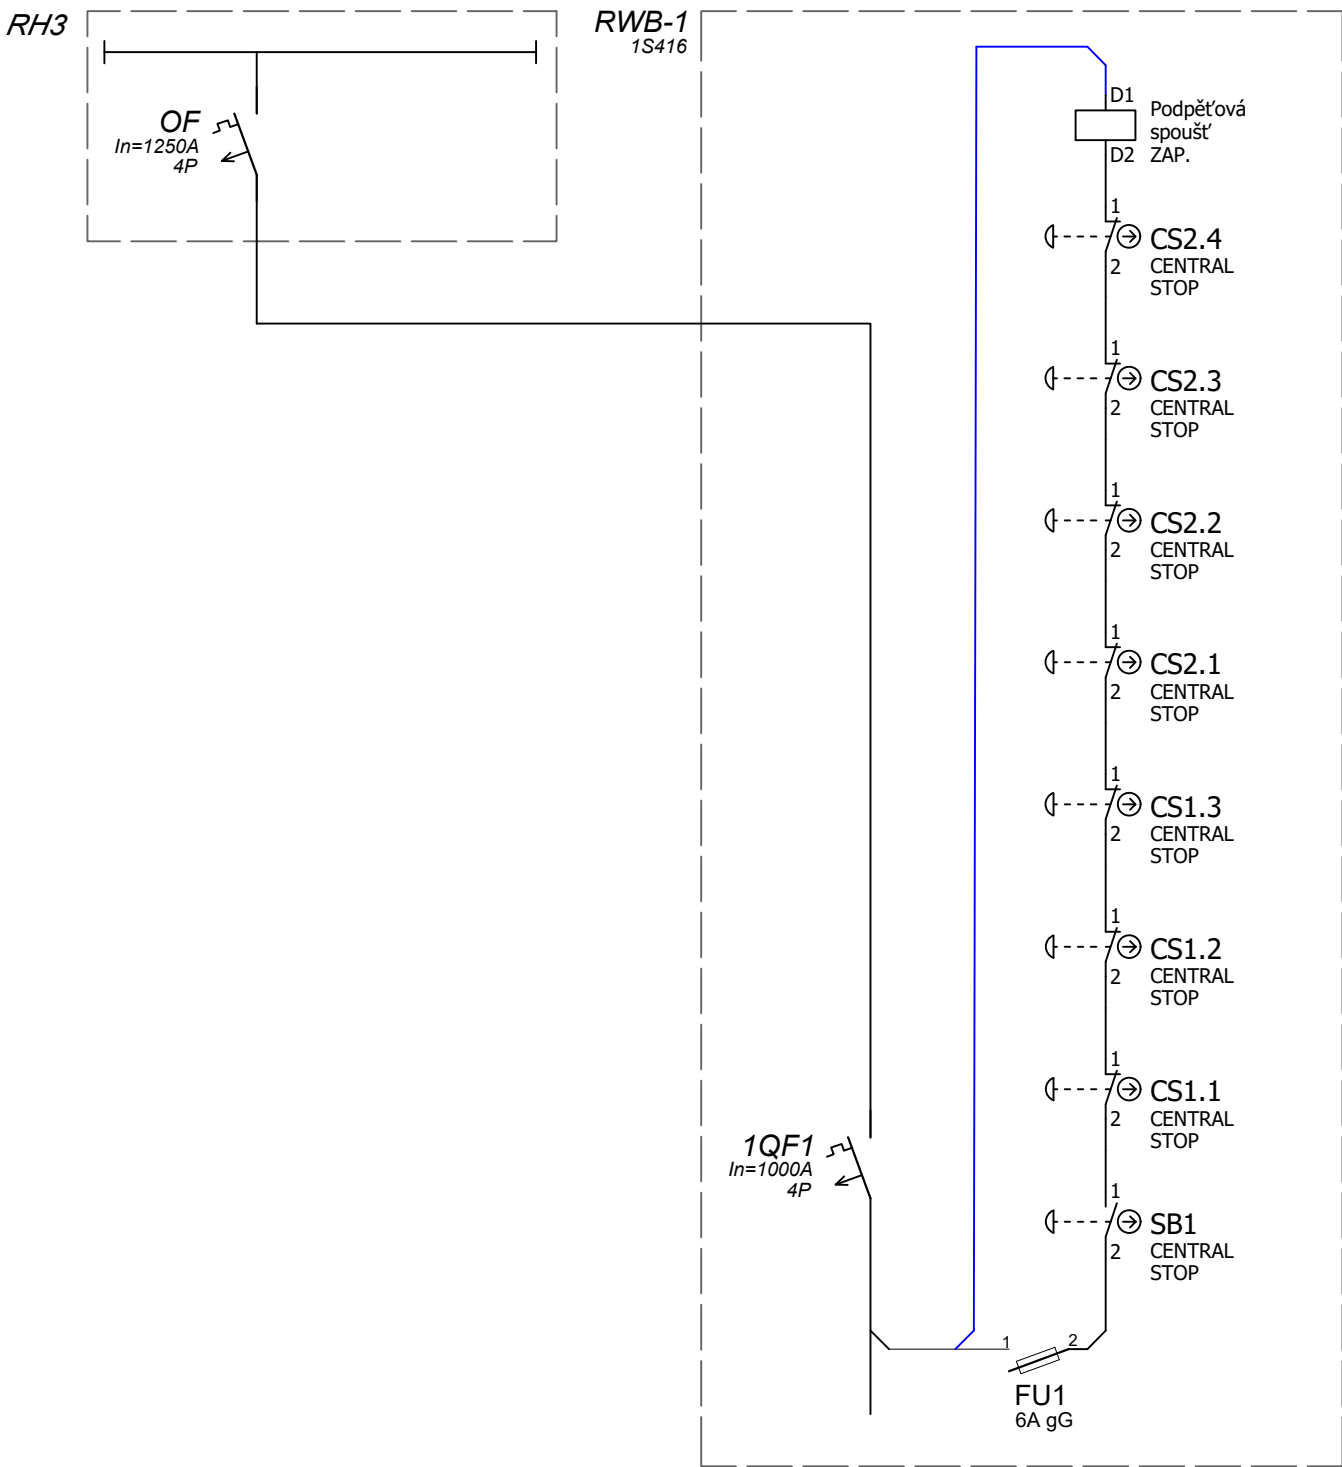 RH3
OF
In=1250A
4P
RWB-1
1S416
D1
D2
Podpěťová
spoušť
ZAP.
1
2
CS2.4
CENTRAL
STOP
1
2
CS2.3
CENTRAL
STOP
1
2
CS2.2
CENTRAL
STOP
1
2
CS2.1
CENTRAL
STOP
1
2
CS1.3
CENTRAL
STOP
1
2
CS1.2
CENTRAL
STOP
1
2
CS1.1
CENTRAL
STOP
1QF1
In=1000A
4P
1
2
SB1
CENTRAL
STOP
1
2
FU1
6A gG